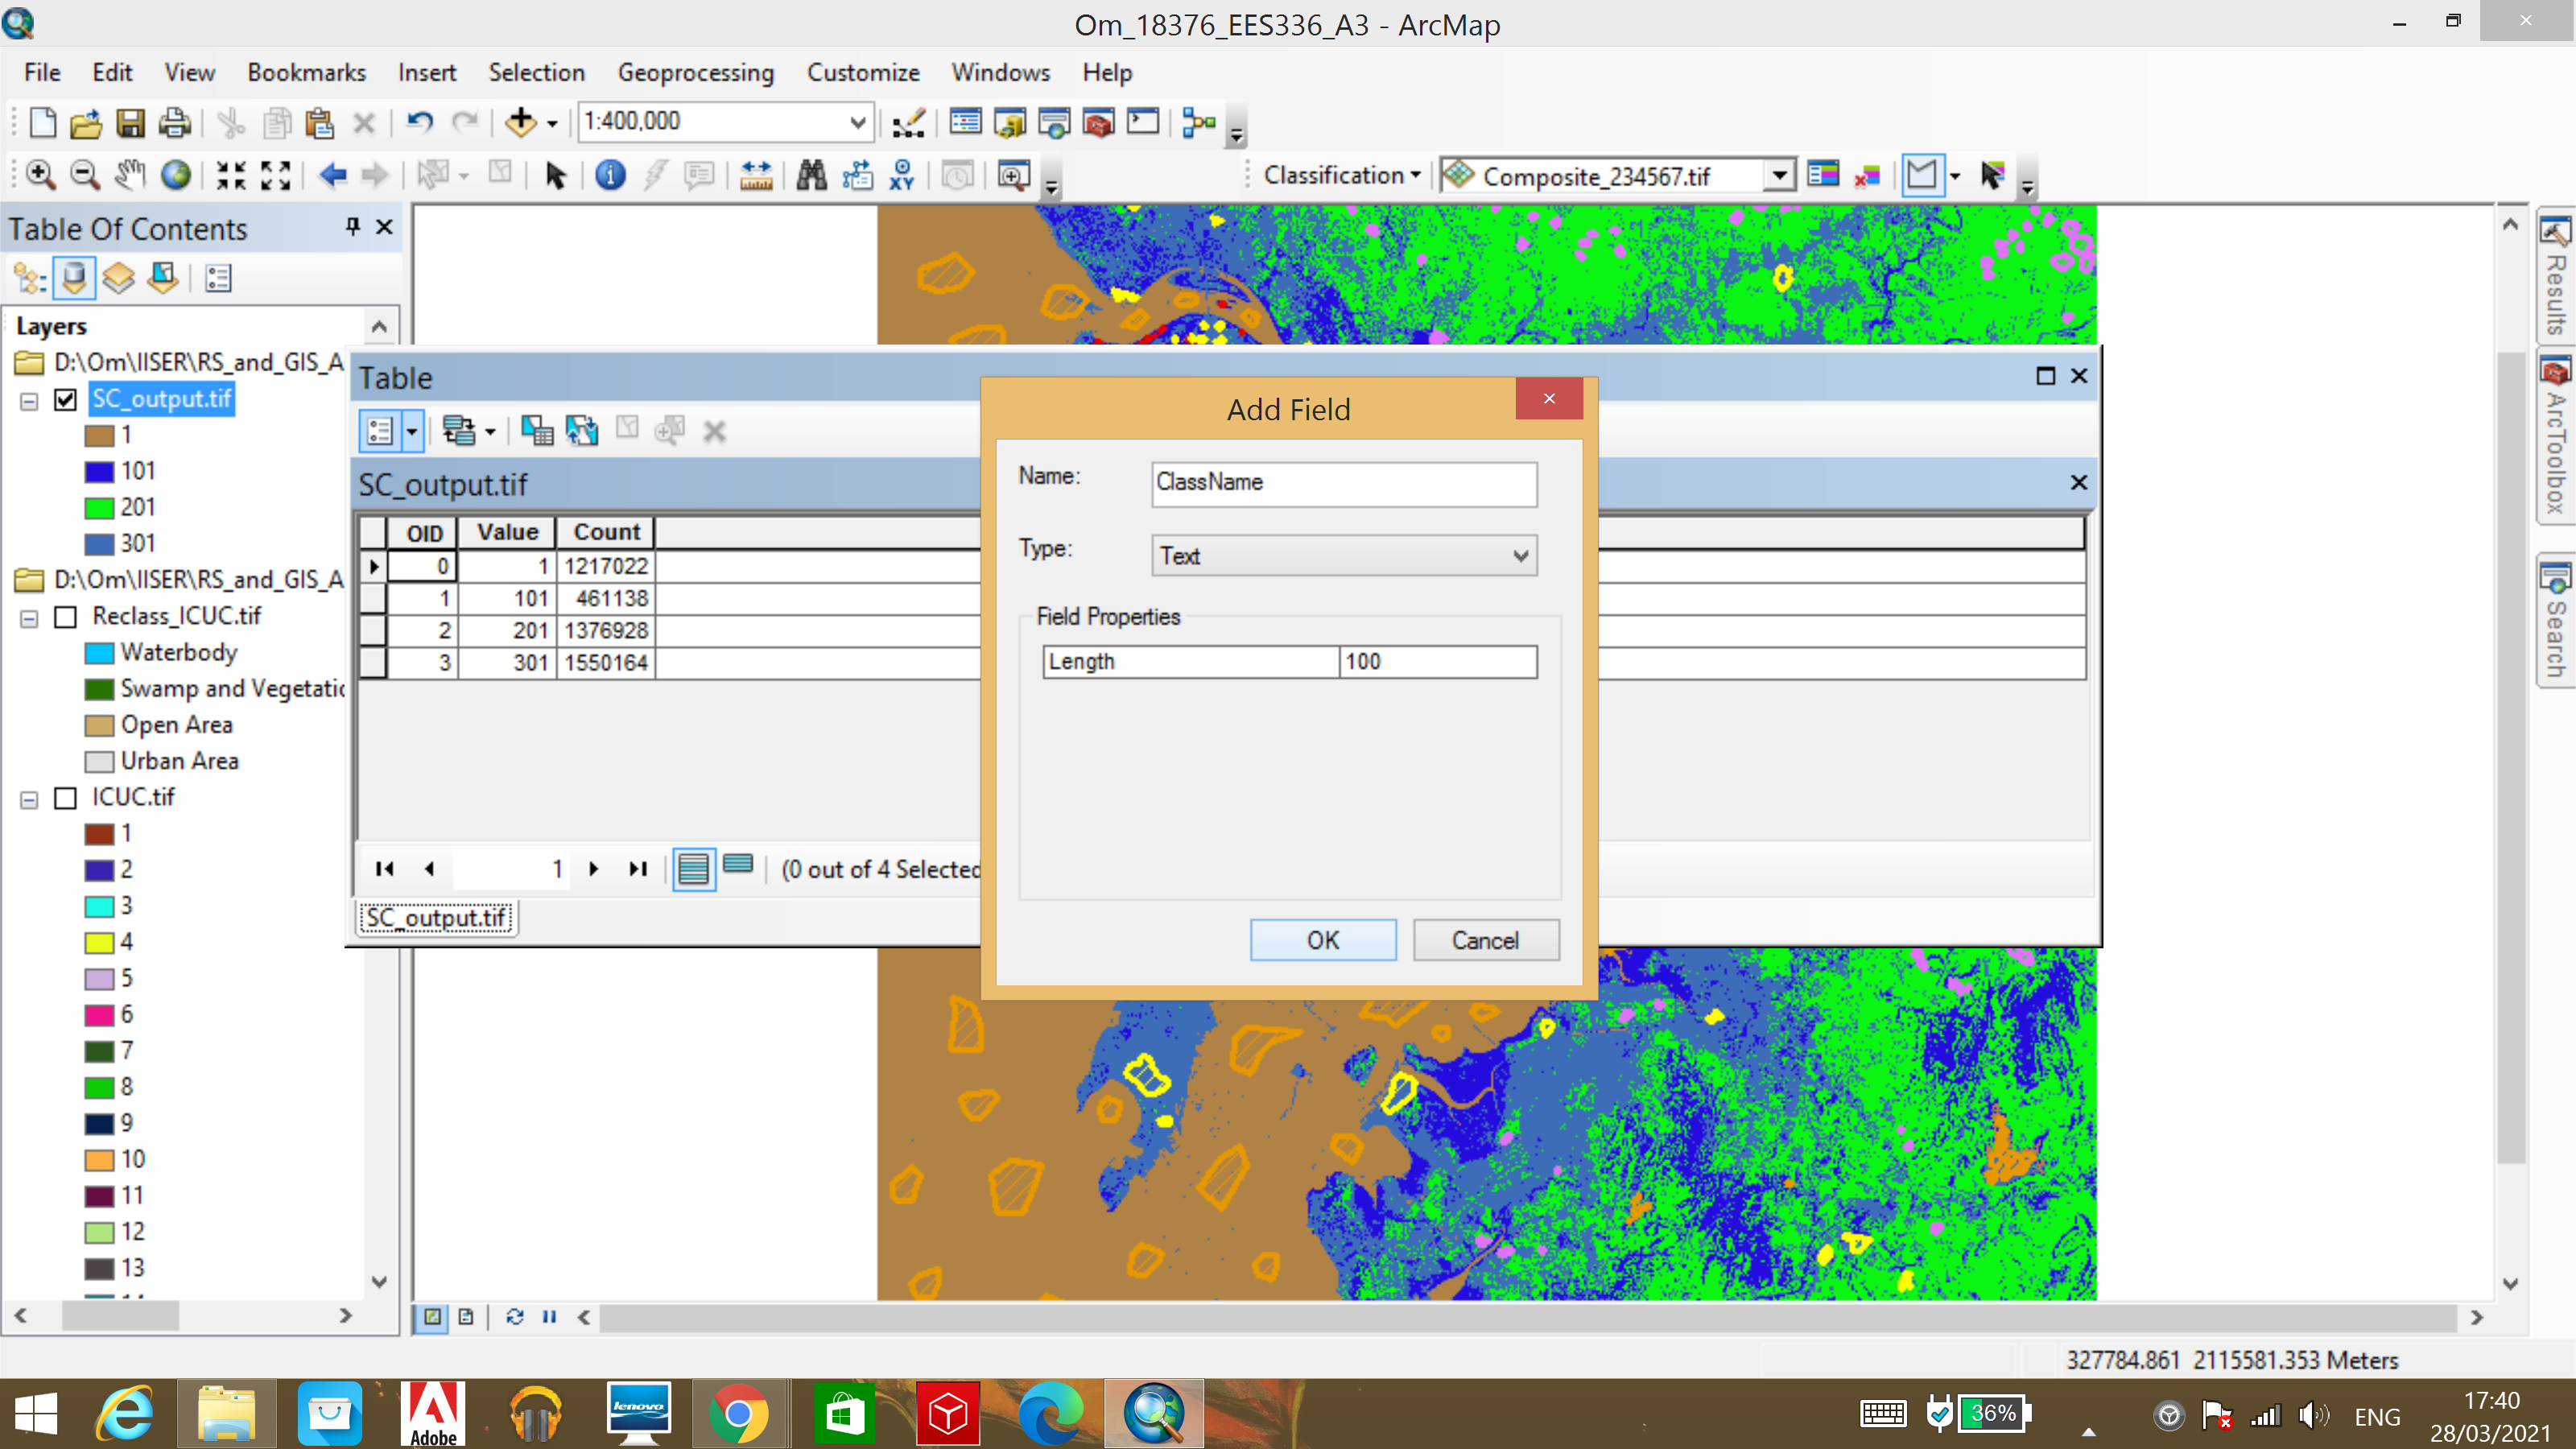 Om_18376_EES336_A3 - ArcMap
File Edit View Bookmarks Insert Selection Geoprocessing Customize Windows Help
1:400,000
Classification Composite_234567.tif
Table Of Contents
Layers
D:\Om\IISER\RS_and_GIS_A
SC_output.tif
1
101
201
301
D:\Om\IISER\RS_and_GIS_A
Reclass_ICUC.tif
Waterbody
Swamp and Vegetatic
Open Area
Urban Area
ICUC.tif
1
2
3
4
5
6
7
8
9
10
11
12
13
Table
SC_output.tif
OID Value Count
0 1 1217022
1 101 461138
2 201 1376928
3 301 1550164
1 (0 out of 4 Selected
SC_output.tif
Add Field
Name: ClassName
Type: Text
Field Properties
Length 100
OK Cancel
Results
ArcToolbox
Search
327784.861 2115581.353 Meters
Adobe
lenovo
36%
ENG
17:40
28/03/2021